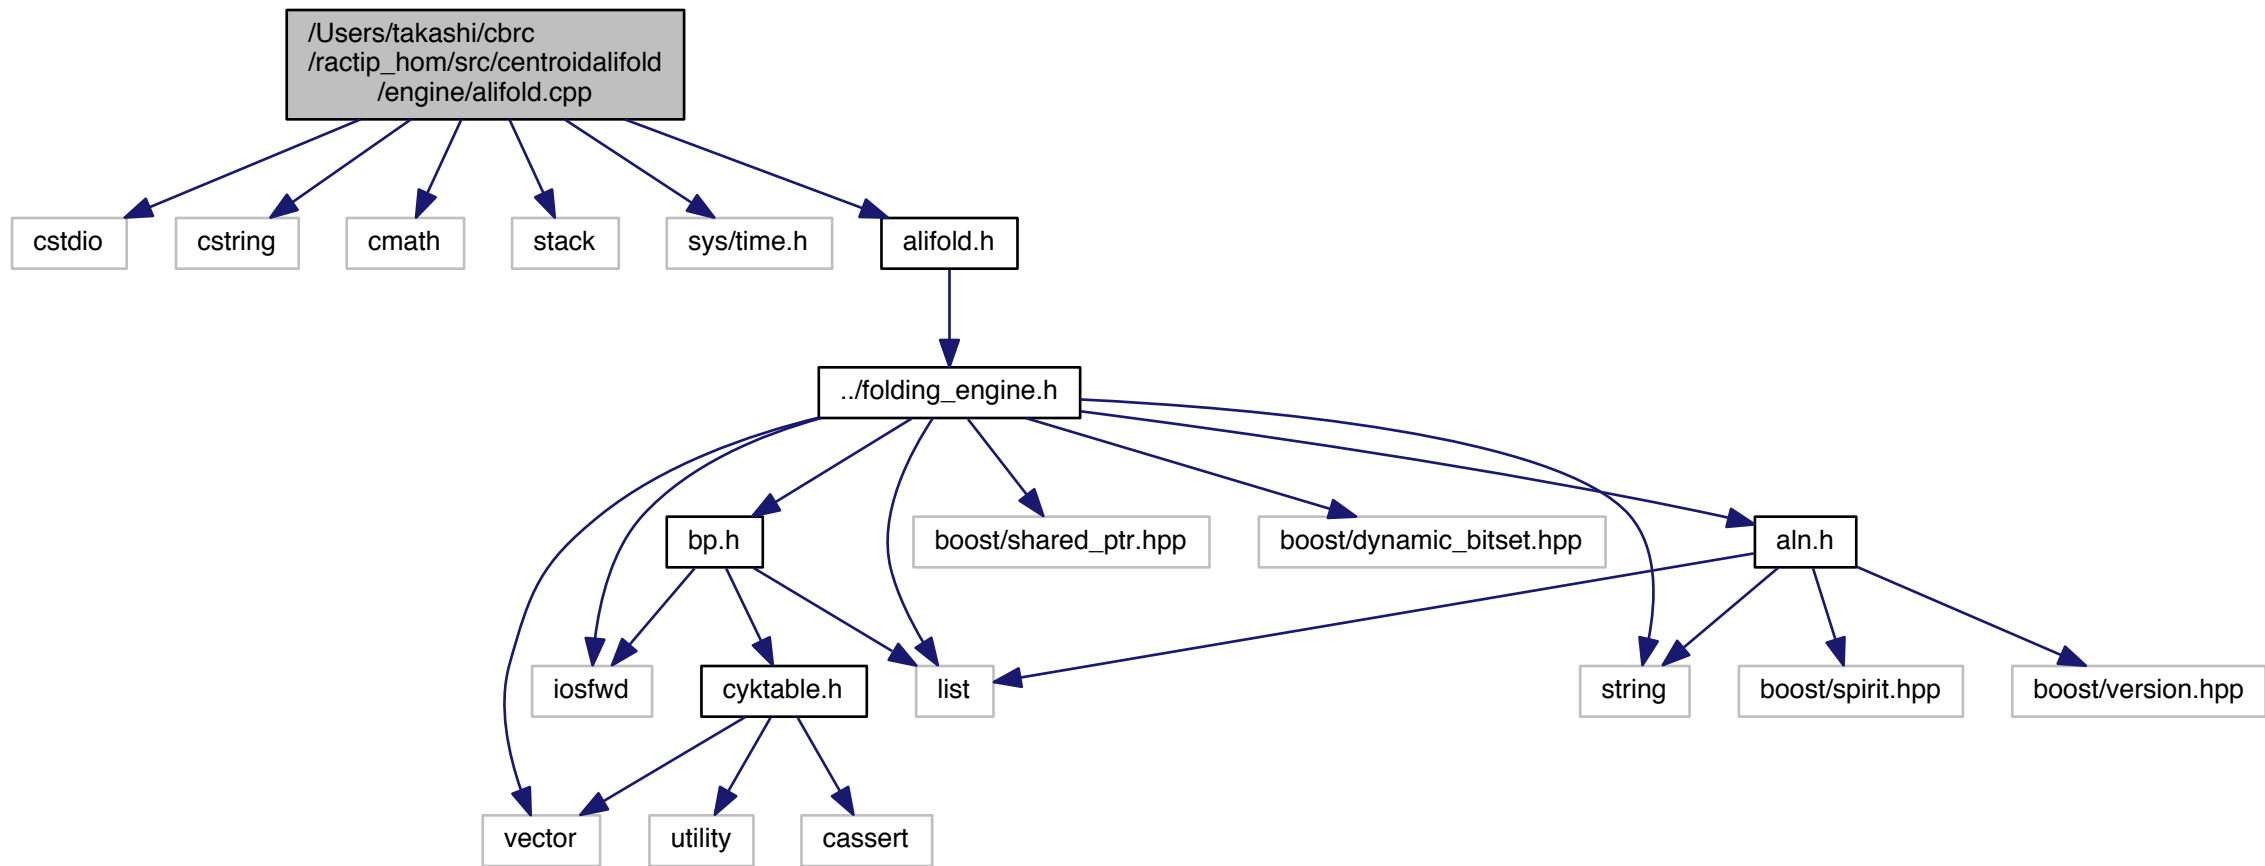 /Users/takashi/cbrc
/ractip_hom/src/centroidalifold
/engine/alifold.cpp
cstdio
cstring
cmath
stack
sys/time.h
alifold.h
../folding_engine.h
bp.h
boost/shared_ptr.hpp
boost/dynamic_bitset.hpp
aln.h
iosfwd
cyktable.h
list
string
boost/spirit.hpp
boost/version.hpp
vector
utility
cassert